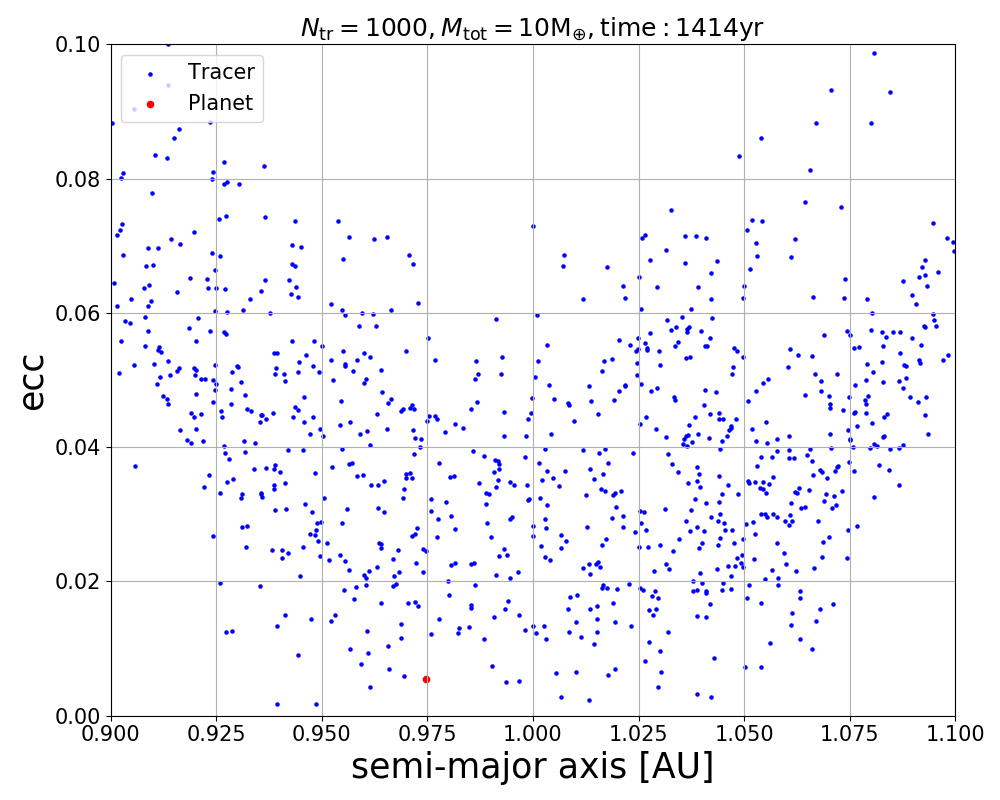 N_tr = 1000, M_tot = 10M_⊕, time : 1414yr
0.10
Tracer
Planet
0.08
0.06
ecc
0.04
0.02
0.00
0.900 0.925 0.950 0.975 1.000 1.025 1.050 1.075 1.100
semi-major axis [AU]